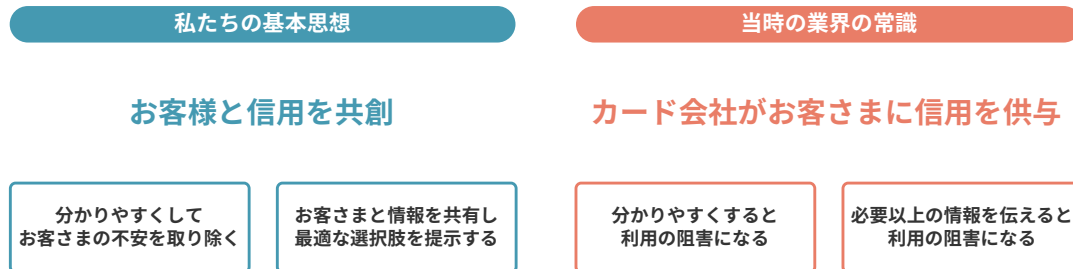 私たちの基本思想
お客様と信用を共創
分かりやすくして
お客さまの不安を取り除く
お客さまと情報を共有し
最適な選択肢を提示する
当時の業界の常識
カード会社がお客さまに信用を供与
分かりやすくすると
利用の阻害になる
必要以上の情報を伝えると
利用の阻害になる